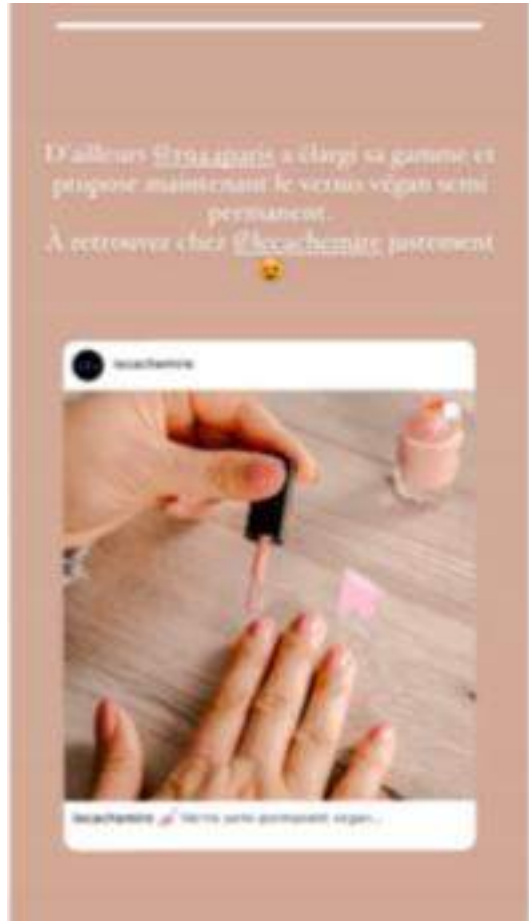 D'ailleurs a élargi sa gamme et
propose maintenant le vernis végan semi
permanent.
À retrouver chez @lecachemire justement
lecachemire
lecachemire Vernis semi-permanent vegan...